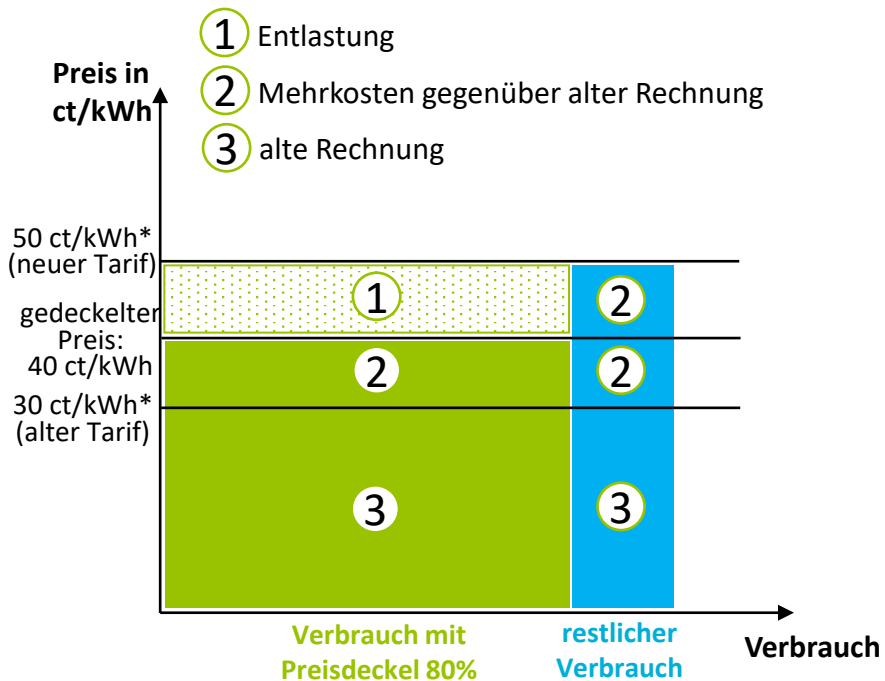 1 Entlastung
2 Mehrkosten gegenüber alter Rechnung
3 alte Rechnung
Preis in
ct/kWh
50 ct/kWh*
(neuer Tarif)
gedeckelter
Preis:
40 ct/kWh
30 ct/kWh*
(alter Tarif)
1
2
2
2
3
3
Verbrauch mit
Preisdeckel 80%
restlicher
Verbrauch
Verbrauch